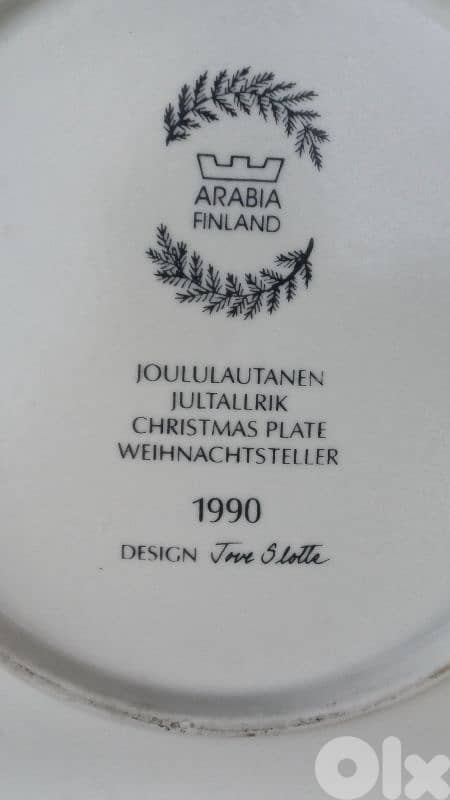 ARABIA
FINLAND
JOULULAUTANEN
JULTALLRIK
CHRISTMAS PLATE
WEIHNACHTSTELLER
1990
DESIGN Tove Slotte
OLX